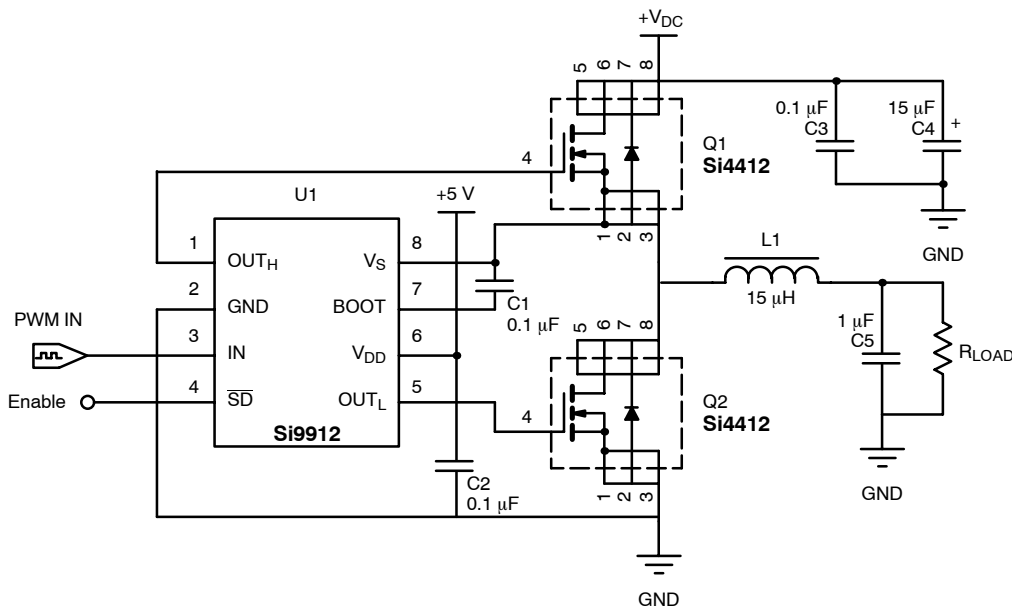 +VDC
5 6 7 8
0.1 μF
C3
15 μF
C4
+
Q1
Si4412
4
U1
+5 V
1 2 3
GND
1
OUTH
VS
8
2
GND
BOOT
7
C1
0.1 μF
L1
15 μH
PWM IN
3
IN
VDD
6
5 6 7 8
1 μF
C5
RLOAD
Enable
4
SD
OUTL
5
4
Q2
Si4412
Si9912
C2
0.1 μF
1 2 3
GND
GND